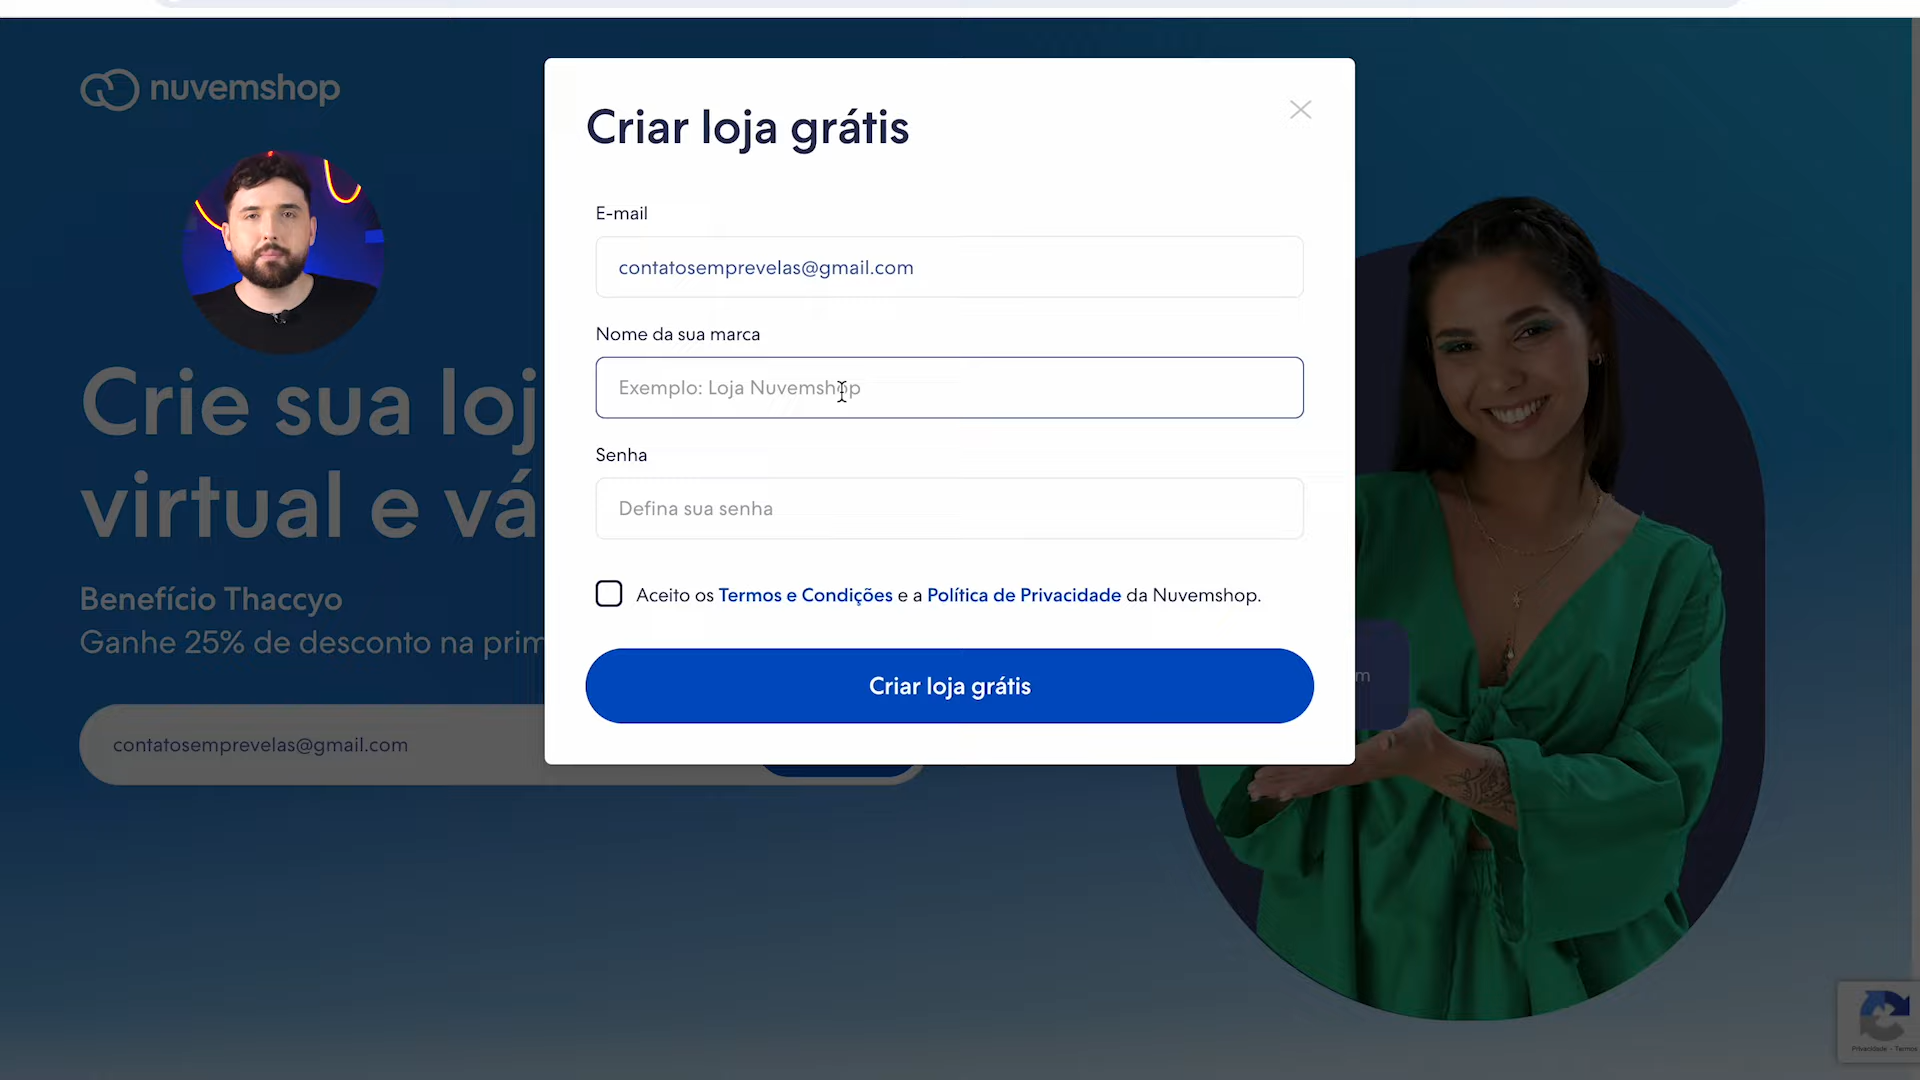 nuvemshop
Criar loja grátis
E-mail
contatosemprevelas@gmail.com
Nome da sua marca
Exemplo: Loja Nuvemshop
Senha
Defina sua senha
Aceito os Termos e Condições e a Política de Privacidade da Nuvemshop.
Criar loja grátis
Crie sua loj
virtual e vá
Benefício Thaccyo
Ganhe 25% de desconto na prim
contatosemprevelas@gmail.com
m
Privacidade - Termos